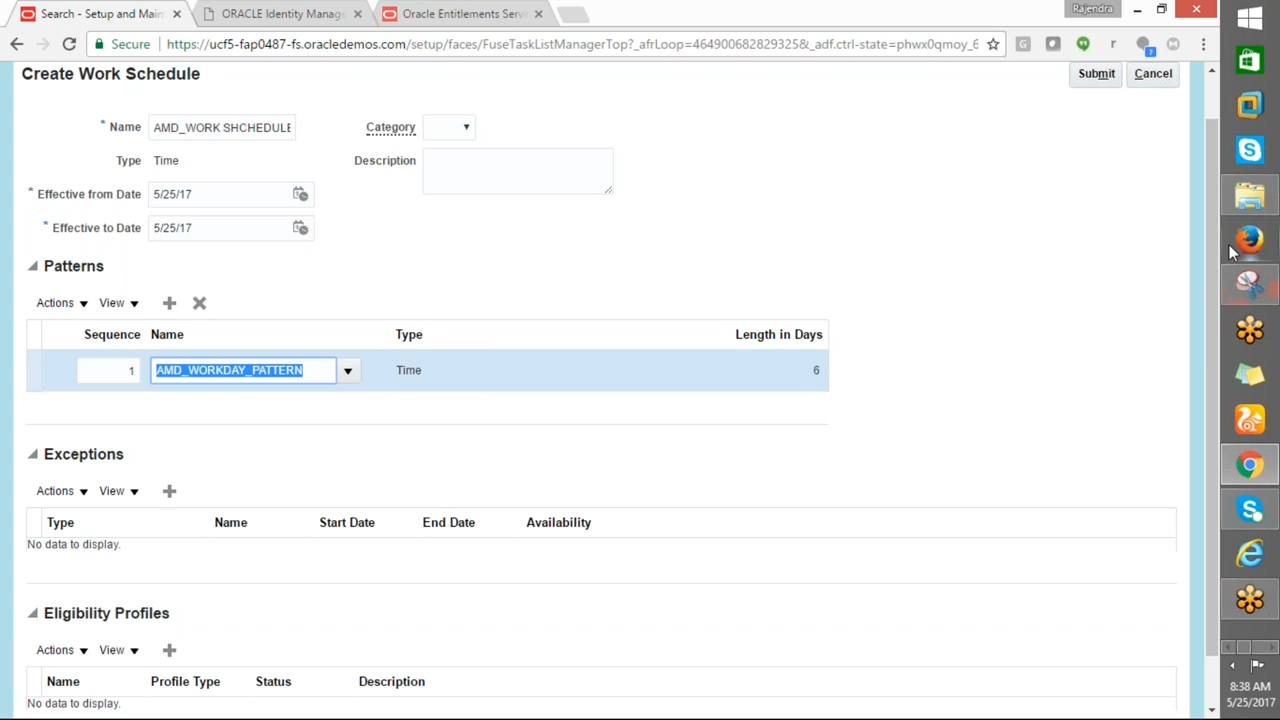 Search - Setup and Main
ORACLE Identity Manag
Oracle Entitlements Serv
Rajendra
Secure https://ucf5-fap0487-fs.oracledemos.com/setup/faces/FuseTaskListManagerTop?_afrLoop=464900682829325&_adf.ctrl-state=phwx0qmoy_6
Create Work Schedule
Submit Cancel
* Name AMD_WORK SHCHEDULE Category
Type Time Description
* Effective from Date 5/25/17
* Effective to Date 5/25/17
Patterns
Actions View
Sequence Name Type Length in Days
1 AMD_WORKDAY_PATTERN Time 6
Exceptions
Actions View
Type Name Start Date End Date Availability
No data to display.
Eligibility Profiles
Actions View
Name Profile Type Status Description
No data to display.
8:38 AM
5/25/2017